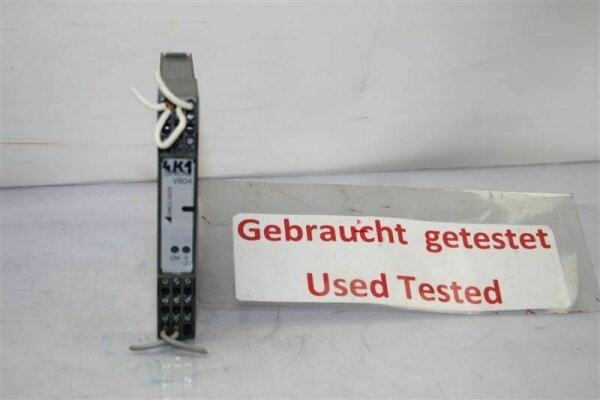 4K1
V604
ON
Gebraucht getestet
Used Tested